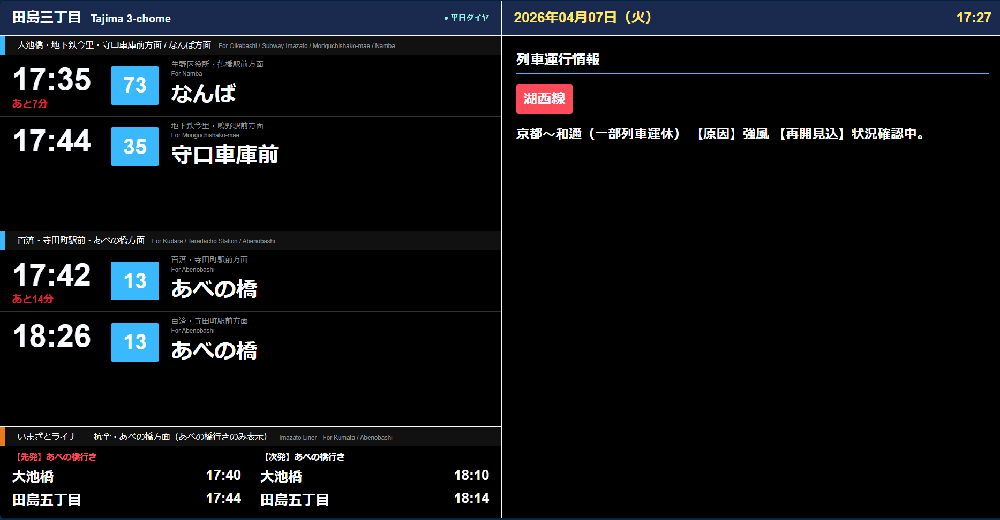 田島三丁目 Tajima 3-chome
● 平日ダイヤ
大池橋・地下鉄今里・守口車庫前方面 / なんば方面 For Oikebashi / Subway Imazato / Moriguchishako-mae / Namba
17:35
あと7分
73
生野区役所・鶴橋駅前方面
For Namba
なんば
17:44
35
地下鉄今里・鴫野駅前方面
For Moriguchishako-mae
守口車庫前
百済・寺田町駅前・あべの橋方面 For Kudara / Teradacho Station / Abenobashi
17:42
あと14分
13
百済・寺田町駅前方面
For Abenobashi
あべの橋
18:26
13
百済・寺田町駅前方面
For Abenobashi
あべの橋
いまざとライナー 杭全・あべの橋方面（あべの橋行きのみ表示） Imazato Liner For Kumata / Abenobashi
【先発】あべの橋行き
大池橋 17:40
田島五丁目 17:44
【次発】あべの橋行き
大池橋 18:10
田島五丁目 18:14
2026年04月07日（火） 17:27
列車運行情報
湖西線
京都～和邇（一部列車運休） 【原因】強風 【再開見込】状況確認中。